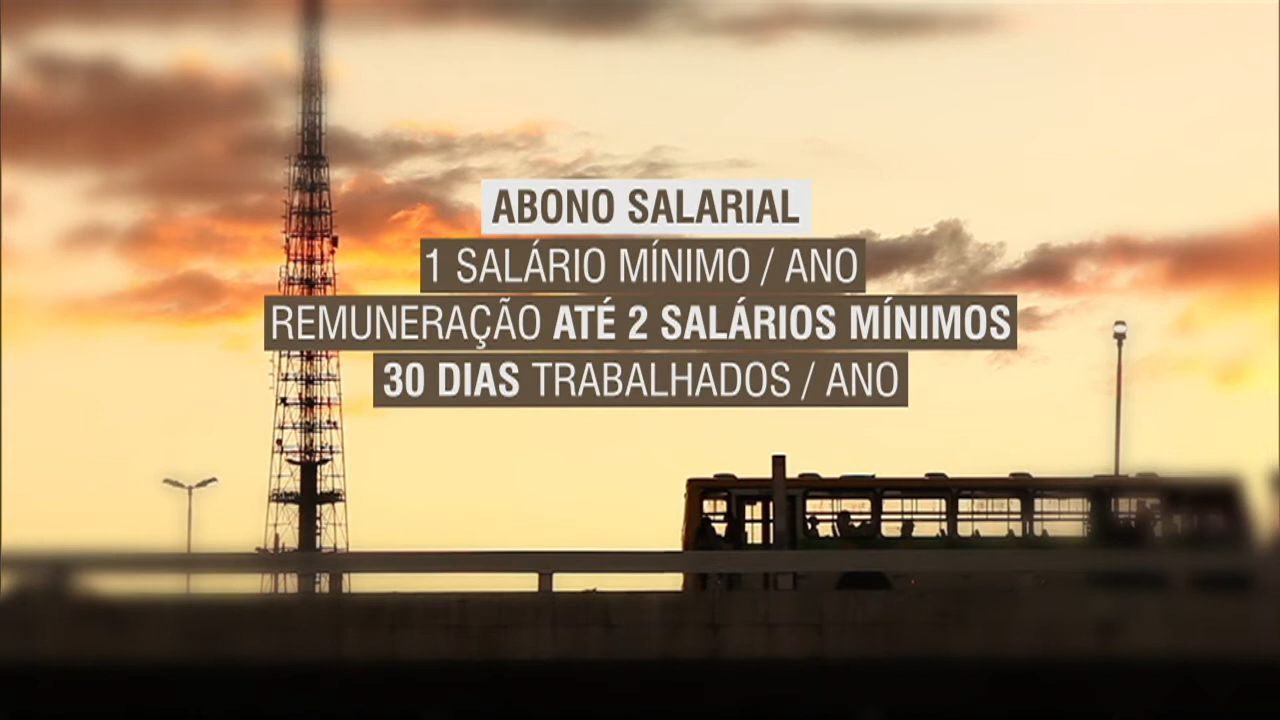 ABONO SALARIAL
1 SALÁRIO MÍNIMO / ANO
REMUNERAÇÃO ATÉ 2 SALÁRIOS MÍNIMOS
30 DIAS TRABALHADOS / ANO